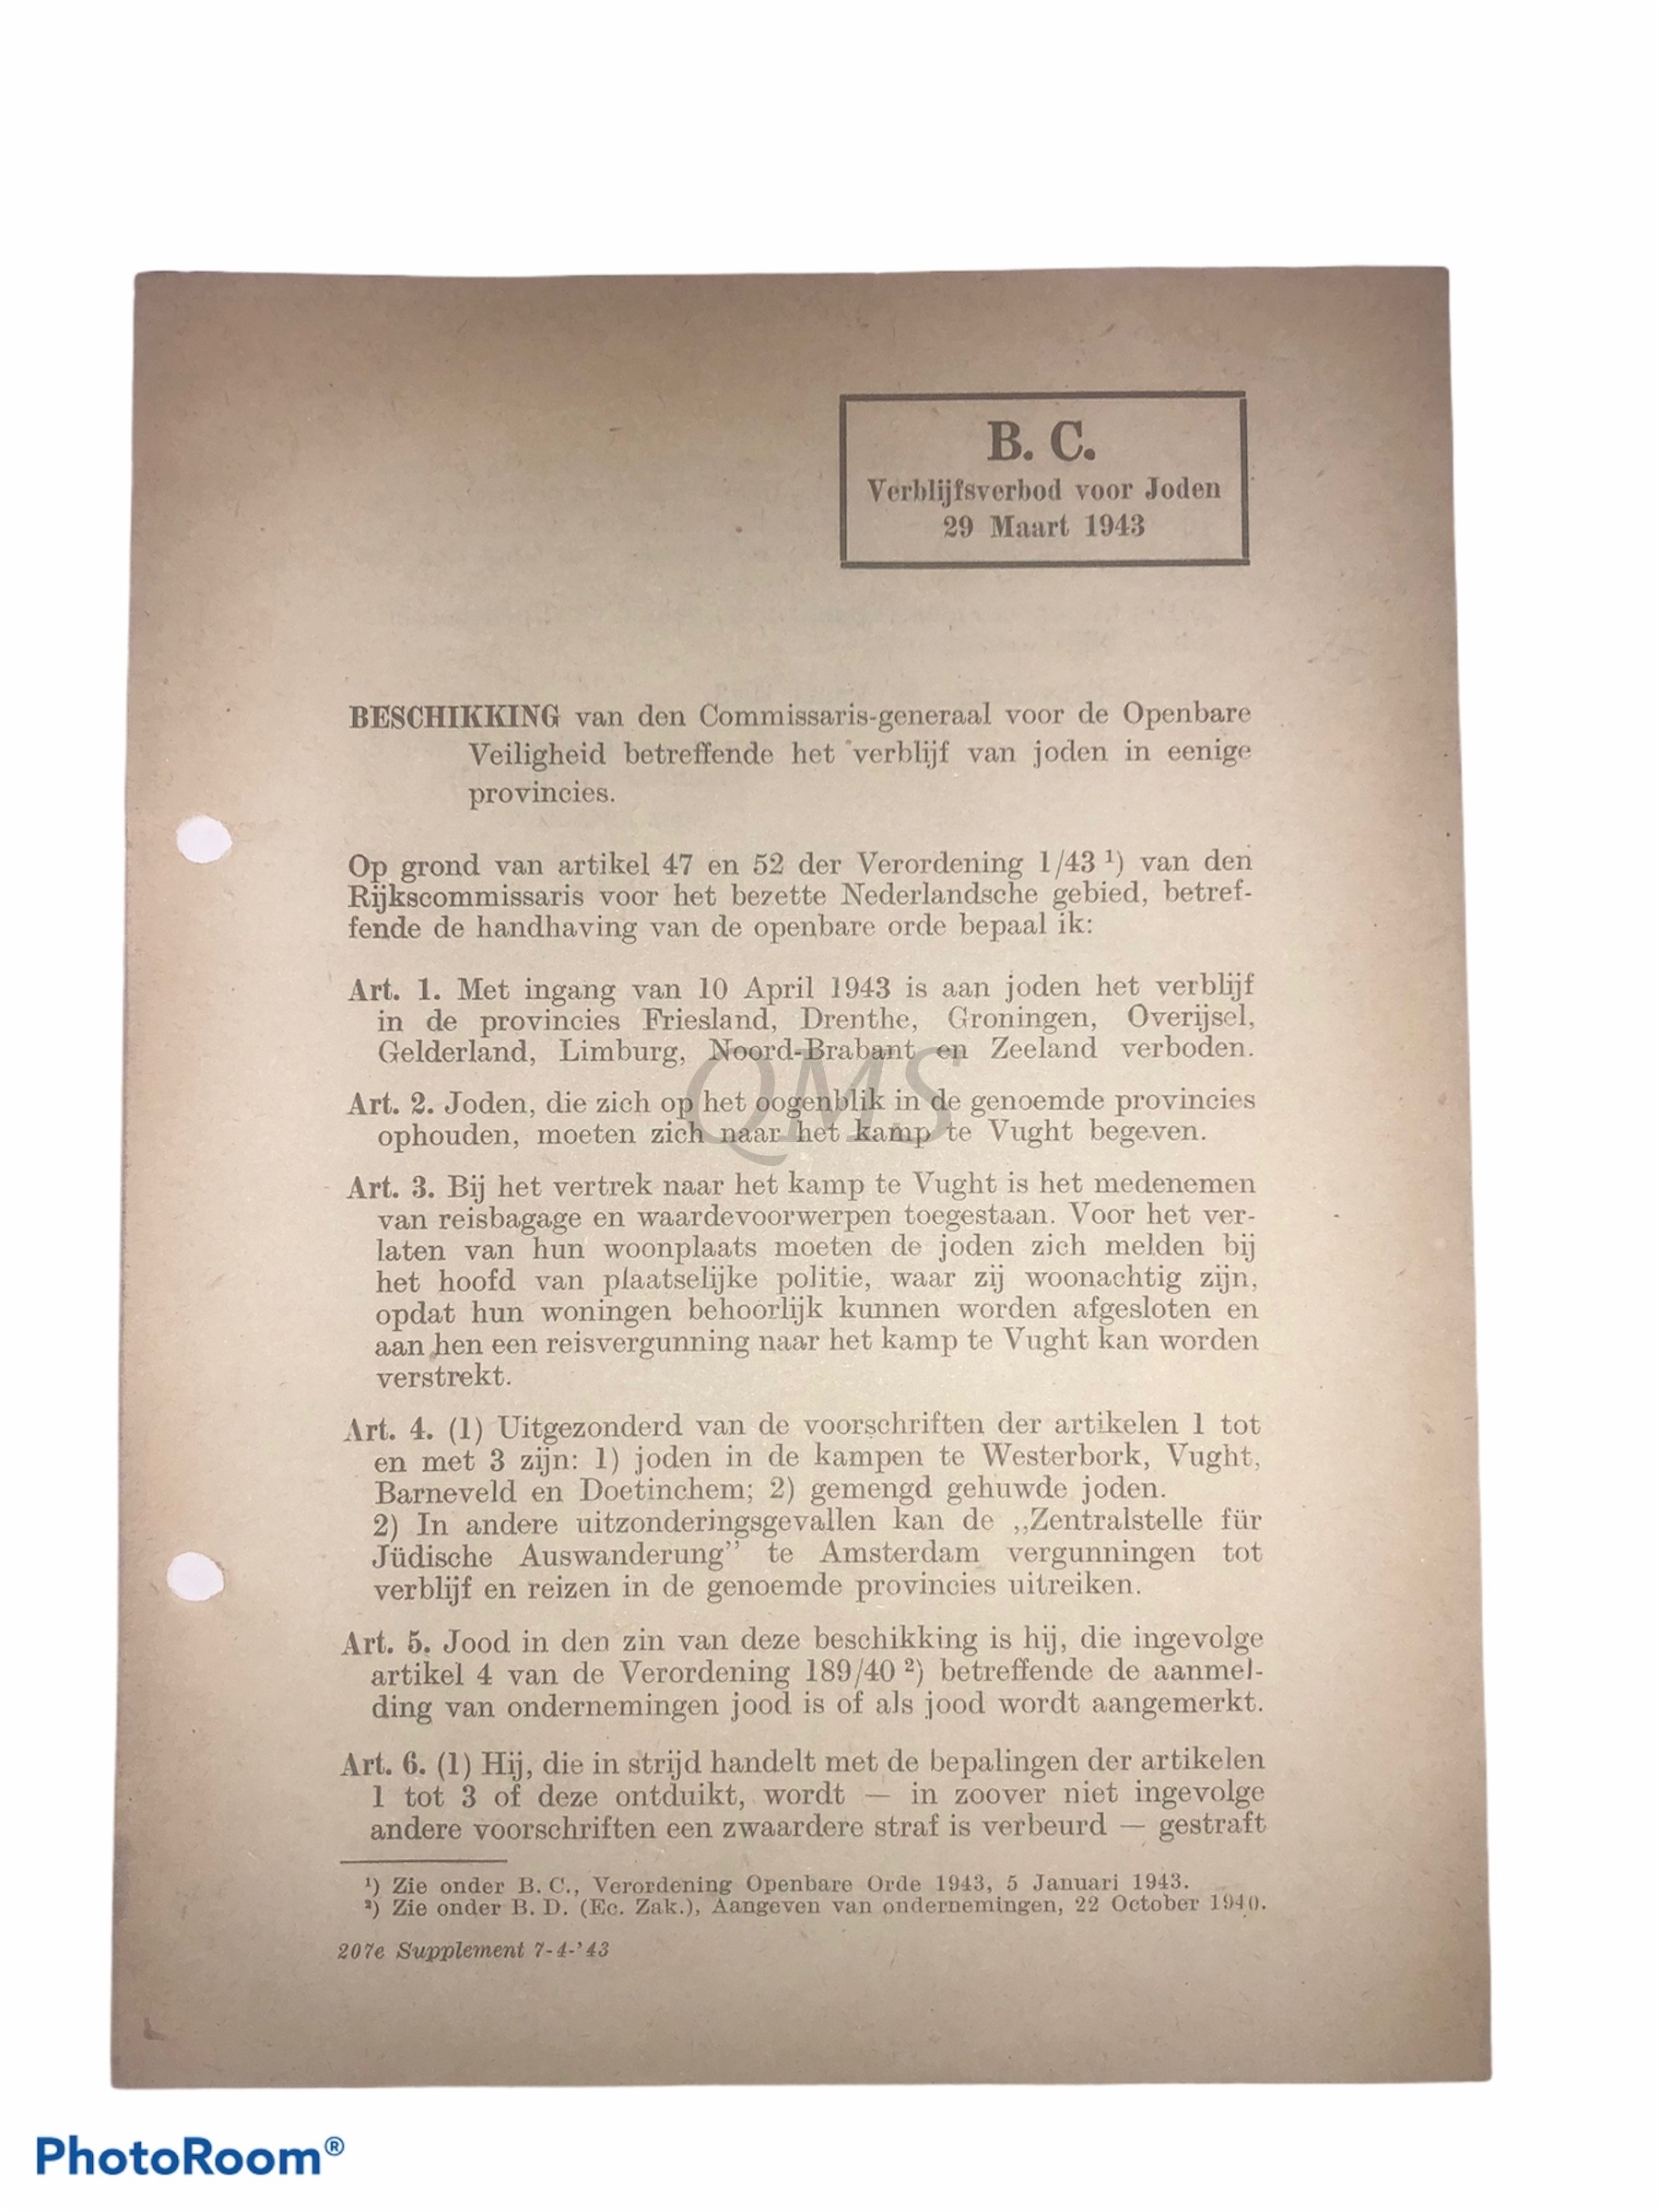 B. C.
Verblijfsverbod voor Joden
29 Maart 1943
BESCHIKKING van den Commissaris-generaal voor de Openbare
Veiligheid betreffende het verblijf van joden in eenige
provincies.
Op grond van artikel 47 en 52 der Verordening 1/43 ¹) van den
Rijkscommissaris voor het bezette Nederlandsche gebied, betref-
fende de handhaving van de openbare orde bepaal ik:
Art. 1. Met ingang van 10 April 1943 is aan joden het verblijf
in de provincies Friesland, Drenthe, Groningen, Overijsel,
Gelderland, Limburg, Noord-Brabant en Zeeland verboden.
Art. 2. Joden, die zich op het oogenblik in de genoemde provincies
ophouden, moeten zich naar het kamp te Vught begeven.
QMS
Art. 3. Bij het vertrek naar het kamp te Vught is het medenemen
van reisbagage en waardevoorwerpen toegestaan. Voor het ver-
laten van hun woonplaats moeten de joden zich melden bij
het hoofd van plaatselijke politie, waar zij woonachtig zijn,
opdat hun woningen behoorlijk kunnen worden afgesloten en
aan hen een reisvergunning naar het kamp te Vught kan worden
verstrekt.
Art. 4. (1) Uitgezonderd van de voorschriften der artikelen 1 tot
en met 3 zijn: 1) joden in de kampen te Westerbork, Vught,
Barneveld en Doetinchem; 2) gemengd gehuwde joden.
2) In andere uitzonderingsgevallen kan de ,,Zentralstelle für
Jüdische Auswanderung” te Amsterdam vergunningen tot
verblijf en reizen in de genoemde provincies uitreiken.
Art. 5. Jood in den zin van deze beschikking is hij, die ingevolge
artikel 4 van de Verordening 189/40 ²) betreffende de aanmel-
ding van ondernemingen jood is of als jood wordt aangemerkt.
Art. 6. (1) Hij, die in strijd handelt met de bepalingen der artikelen
1 tot 3 of deze ontduikt, wordt — in zoover niet ingevolge
andere voorschriften een zwaardere straf is verbeurd — gestraft
¹) Zie onder B. C., Verordening Openbare Orde 1943, 5 Januari 1943.
²) Zie onder B. D. (Ec. Zak.), Aangeven van ondernemingen, 22 October 1940.
207e Supplement 7-4-’43
PhotoRoom®